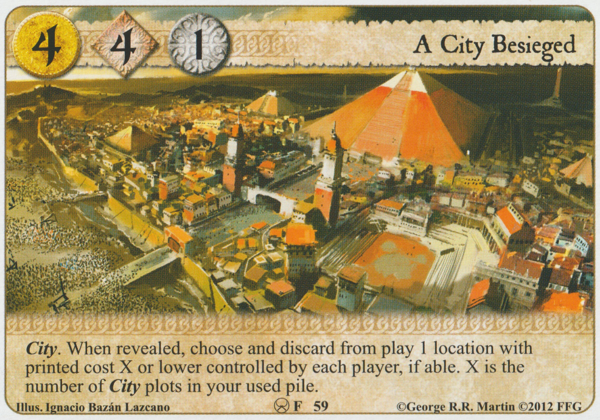 4 4 1 A City Besieged
City. When revealed, choose and discard from play 1 location with
printed cost X or lower controlled by each player, if able. X is the
number of City plots in your used pile.
Illus. Ignacio Bazán Lazcano F 59 ©George R.R. Martin ©2012 FFG